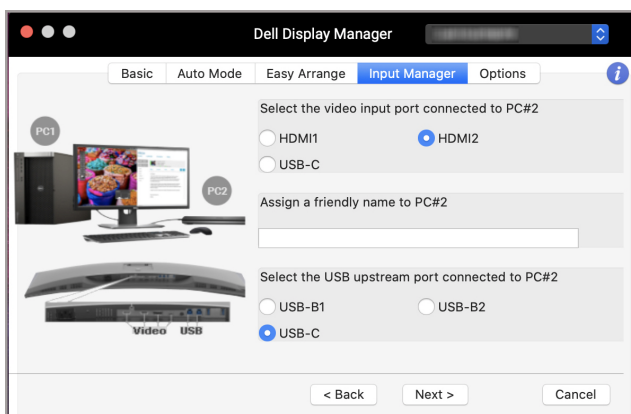 Dell Display Manager
Basic Auto Mode Easy Arrange Input Manager Options i
Select the video input port connected to PC#2
HDMI1 HDMI2
USB-C
PC1
PC2
Assign a friendly name to PC#2
Select the USB upstream port connected to PC#2
USB-B1 USB-B2
USB-C
Video USB
< Back Next > Cancel